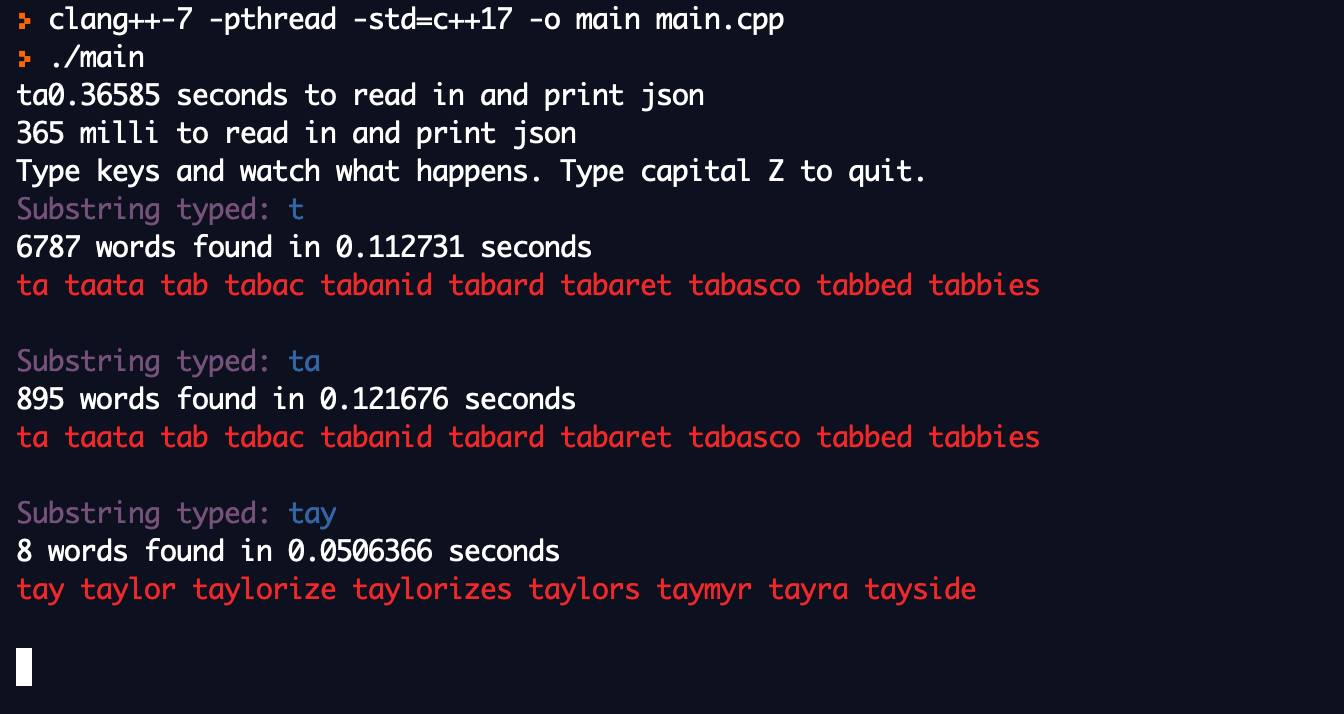 clang++-7 -pthread -std=c++17 -o main main.cpp
./main
ta0.36585 seconds to read in and print json
365 milli to read in and print json
Type keys and watch what happens. Type capital Z to quit.
Substring typed: t
6787 words found in 0.112731 seconds
ta taata tab tabac tabanid tabard tabaret tabasco tabbed tabbies
Substring typed: ta
895 words found in 0.121676 seconds
ta taata tab tabac tabanid tabard tabaret tabasco tabbed tabbies
Substring typed: tay
8 words found in 0.0506366 seconds
tay taylor taylorize taylorizes taylors taymyr tayra tayside